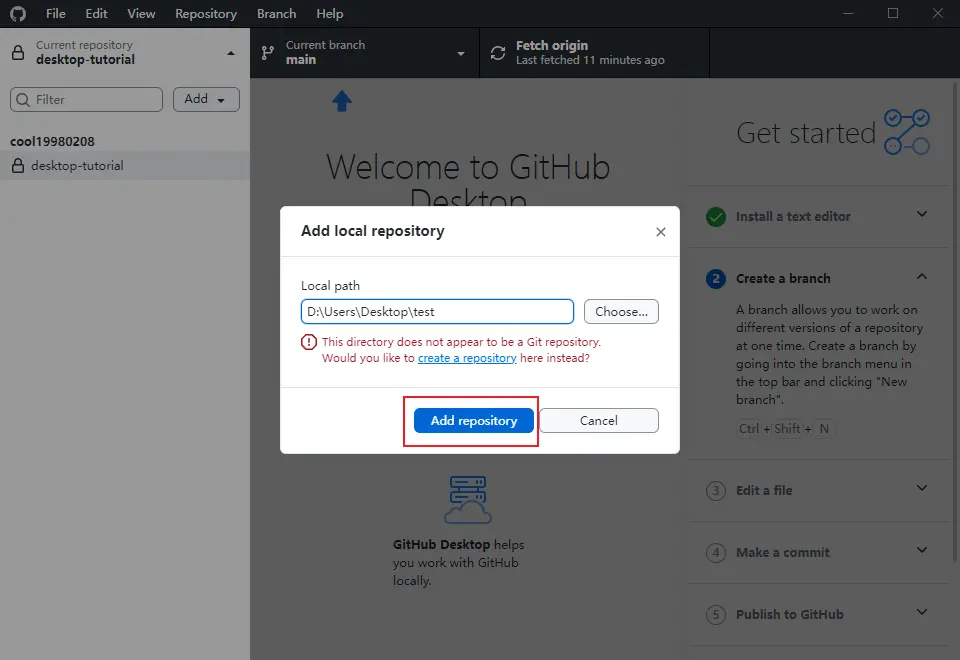 File Edit View Repository Branch Help
Current repository
desktop-tutorial
Current branch
main
Fetch origin
Last fetched 11 minutes ago
Filter
Add
cool19980208
desktop-tutorial
Welcome to GitHub
Desktop
Add local repository
Local path
D:\Users\Desktop\test
Choose...
This directory does not appear to be a Git repository.
Would you like to create a repository here instead?
Add repository
Cancel
GitHub Desktop helps
you work with GitHub
locally.
Get started
Install a text editor
2
Create a branch
A branch allows you to work on
different versions of a repository
at one time. Create a branch by
going into the branch menu in
the top bar and clicking "New
branch".
Ctrl + Shift + N
3
Edit a file
4
Make a commit
5
Publish to GitHub